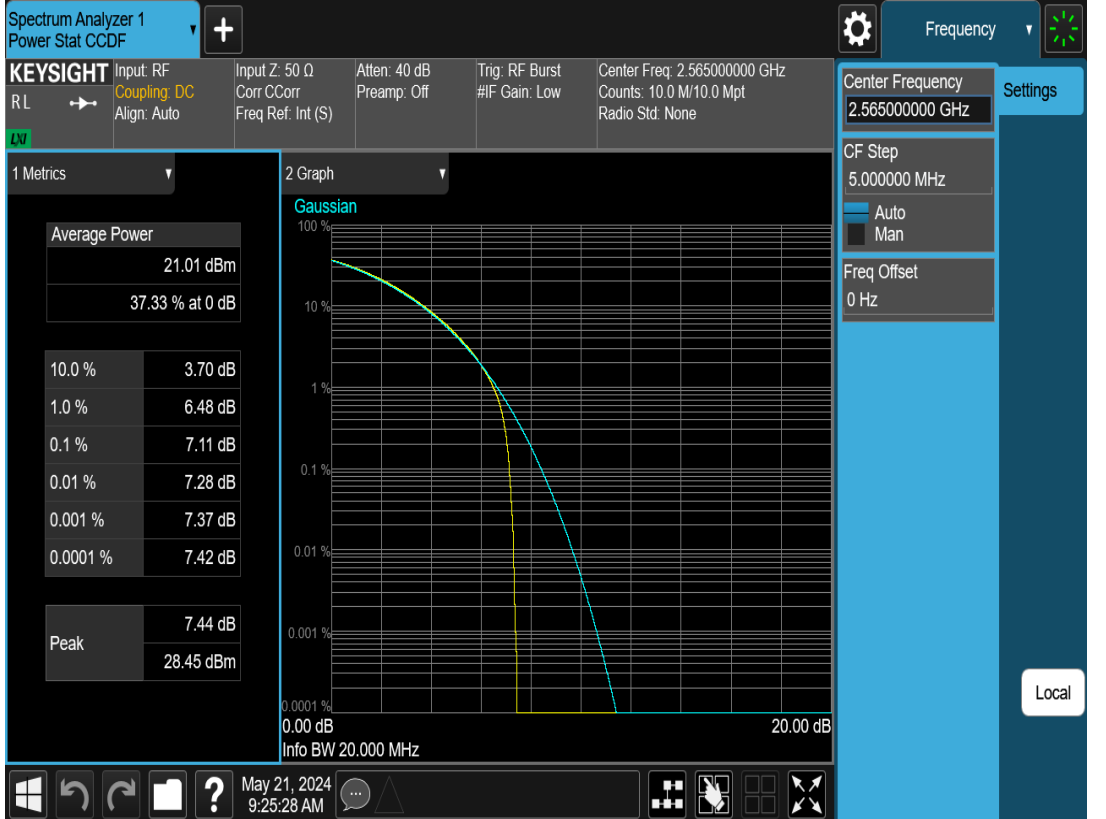 Spectrum Analyzer 1
Power Stat CCDF
+
Frequency
KEYSIGHT
RL
LXI
Input: RF
Coupling: DC
Align: Auto
Input Z: 50 Ω
Corr CCorr
Freq Ref: Int (S)
Atten: 40 dB
Preamp: Off
Trig: RF Burst
#IF Gain: Low
Center Freq: 2.565000000 GHz
Counts: 10.0 M/10.0 Mpt
Radio Std: None
1 Metrics
Average Power
21.01 dBm
37.33 % at 0 dB
10.0 % 3.70 dB
1.0 % 6.48 dB
0.1 % 7.11 dB
0.01 % 7.28 dB
0.001 % 7.37 dB
0.0001 % 7.42 dB
Peak
7.44 dB
28.45 dBm
2 Graph
Gaussian
100 %
10 %
1 %
0.1 %
0.01 %
0.001 %
0.0001 %
0.00 dB 20.00 dB
Info BW 20.000 MHz
Center Frequency
2.565000000 GHz
CF Step
5.000000 MHz
Auto
Man
Freq Offset
0 Hz
Settings
Local
?
May 21, 2024
9:25:28 AM